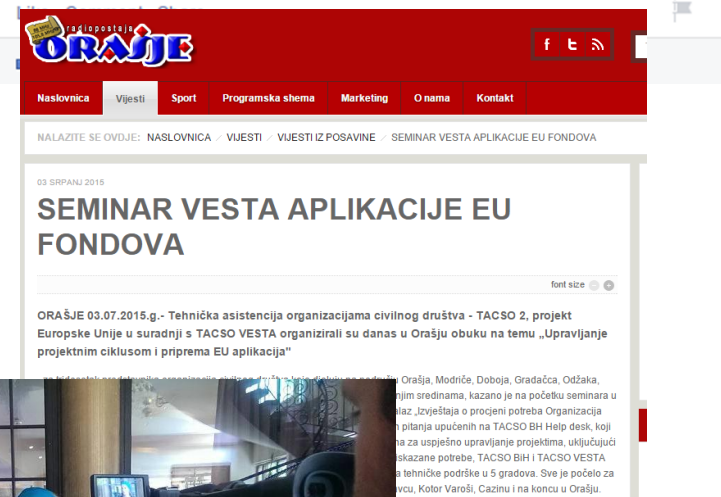 radiopostaja
ORAŠJE
Naslovnica Vijesti Sport Programska shema Marketing O nama Kontakt
NALAZITE SE OVDJE: NASLOVNICA / VIJESTI / VIJESTI IZ POSAVINE / SEMINAR VESTA APLIKACIJE EU FONDOVA
03 SRPANJ 2015
SEMINAR VESTA APLIKACIJE EU
FONDOVA
font size
ORAŠJE 03.07.2015.g.- Tehnička asistencija organizacijama civilnog društva - TACSO 2, projekt
Europske Unije u suradnji s TACSO VESTA organizirali su danas u Orašju obuku na temu „Upravljanje
projektnim ciklusom i priprema EU aplikacija"
Orašja, Modriče, Doboja, Gradačca, Odžaka,
sredinama, kazano je na početku seminara u
„Izvještaja o procjeni potreba Organizacija
pitanja upućenih na TACSO BH Help desk, koji
za uspješno upravljanje projektima, uključujući
iskazane potrebe, TACSO BiH i TACSO VESTA
tehničke podrške u 5 gradova. Sve je počelo za
Kotor Varoši, Cazinu i na koncu u Orašju.